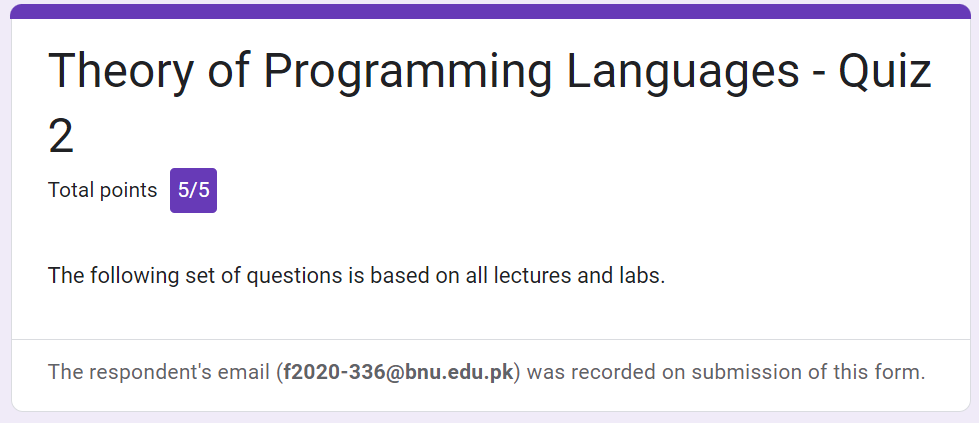 Theory of Programming Languages - Quiz
2
Total points 5/5
The following set of questions is based on all lectures and labs.
The respondent's email (f2020-336@bnu.edu.pk) was recorded on submission of this form.